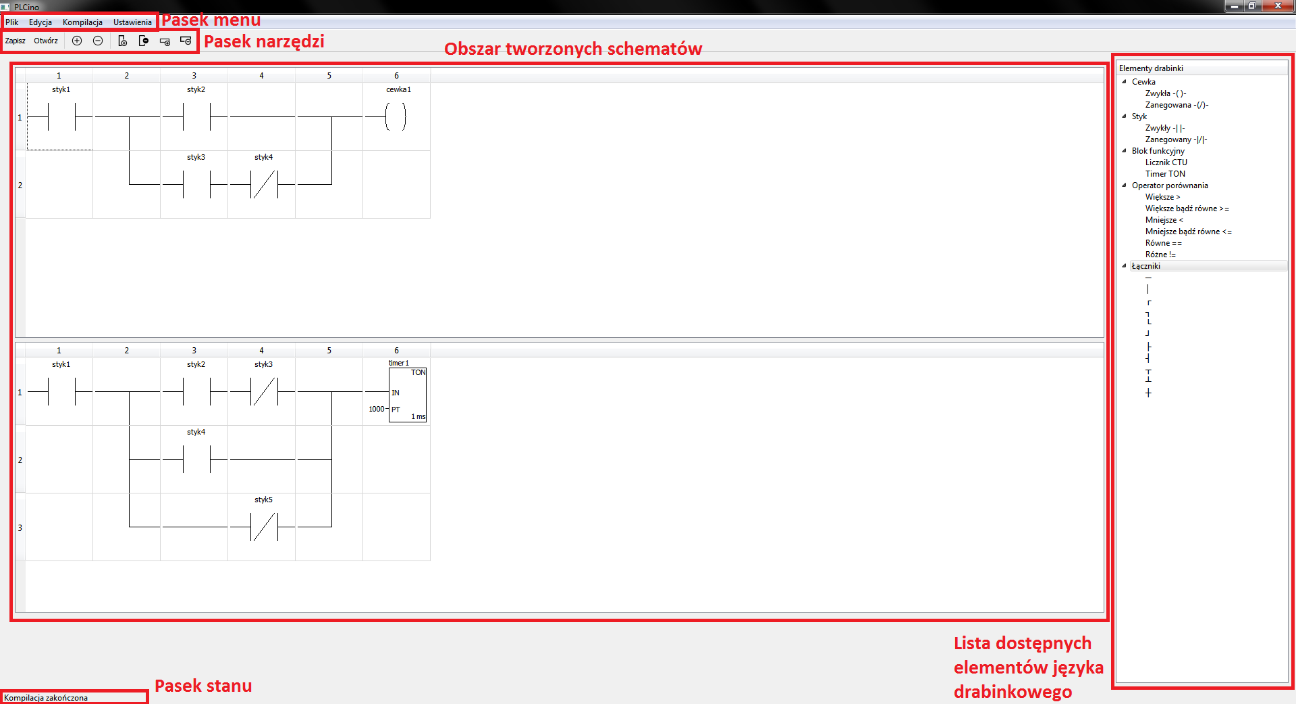 PLCino
Plik Edycja Kompilacja Ustawienia
Pasek menu
Zapisz Otwórz
Pasek narzędzi
Obszar tworzonych schematów
1 2 3 4 5 6
styk1 styk2 cewka1
1
styk3 styk4
2
1 2 3 4 5 6
styk1 styk2 styk3 timer1
TON
1
IN
1000 PT
1 ms
styk4
2
styk5
3
Elementy drabinki
Cewka
Zwykła -( )-
Zanegowana -(/)-
Styk
Zwykły -| |-
Zanegowany -|/|-
Blok funkcyjny
Licznik CTU
Timer TON
Operator porównania
Większe >
Większe bądź równe >=
Mniejsze <
Mniejsze bądź równe <=
Równe ==
Różne !=
Łączniki
Lista dostępnych
elementów języka
drabinkowego
Pasek stanu
Kompilacja zakończona